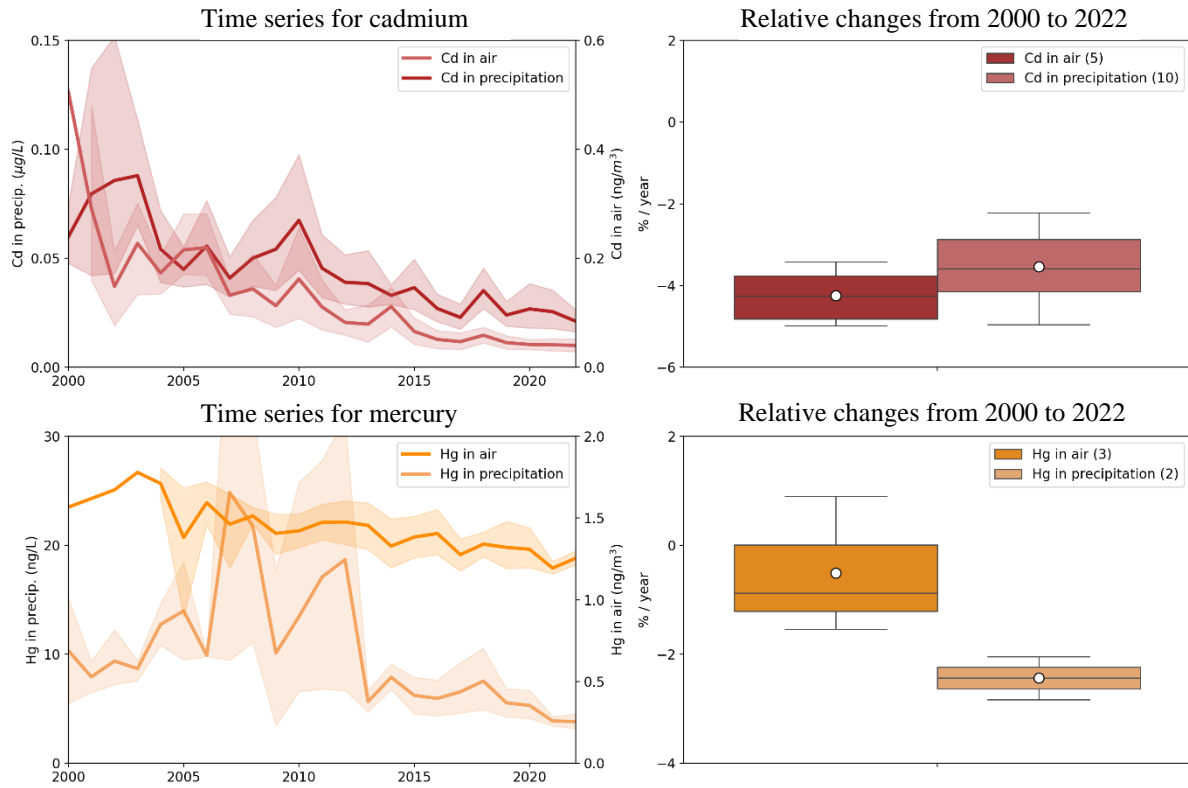 Time series for cadmium
0.15
0.10
0.05
0.00
Cd in precip. (μg/L)
Cd in air
Cd in precipitation
0.6
0.4
0.2
0.0
Cd in air (ng/m³)
2000
2005
2010
2015
2020
Relative changes from 2000 to 2022
2
0
−2
−4
−6
% / year
Cd in air (5)
Cd in precipitation (10)
Time series for mercury
30
20
10
0
Hg in precip. (ng/L)
Hg in air
Hg in precipitation
2.0
1.5
1.0
0.5
0.0
Hg in air (ng/m³)
2000
2005
2010
2015
2020
Relative changes from 2000 to 2022
2
0
−2
−4
% / year
Hg in air (3)
Hg in precipitation (2)